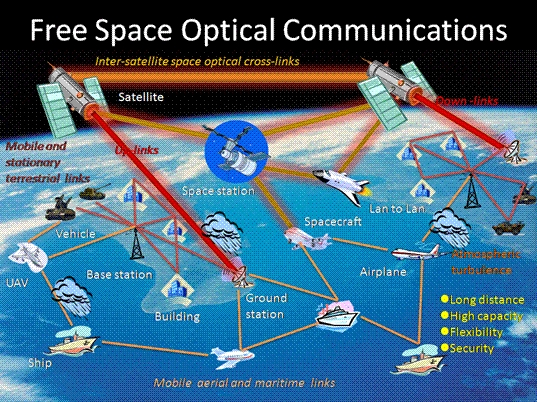 Free Space Optical Communications
Inter-satellite space optical cross-links
Satellite
Down -links
Mobile and
stationary
terrestrial links
Up-links
Space station
Lan to Lan
Spacecraft
Vehicle
UAV
Base station
Airplane
Atmospheric
turbulence
Ground
station
Building
Long distance
High capacity
Flexibility
Security
Ship
Mobile aerial and maritime links